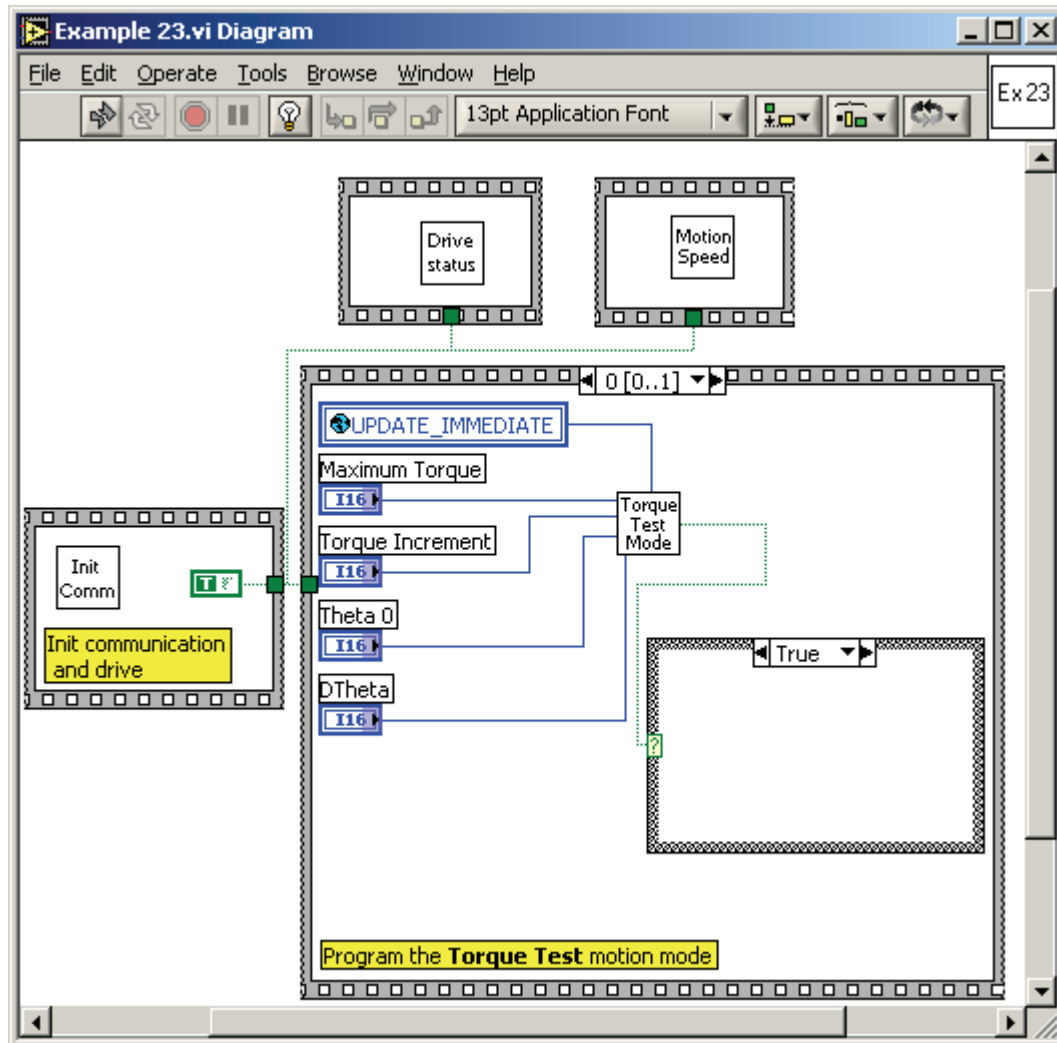 Example 23.vi Diagram
File Edit Operate Tools Browse Window Help
Ex 23
13pt Application Font
Drive
status
Motion
Speed
0 [0..1]
UPDATE_IMMEDIATE
Maximum Torque
I16
Torque
Test
Mode
Torque Increment
I16
Init
Comm
T
Theta 0
I16
Init communication
and drive
True
DTheta
I16
?
Program the Torque Test motion mode